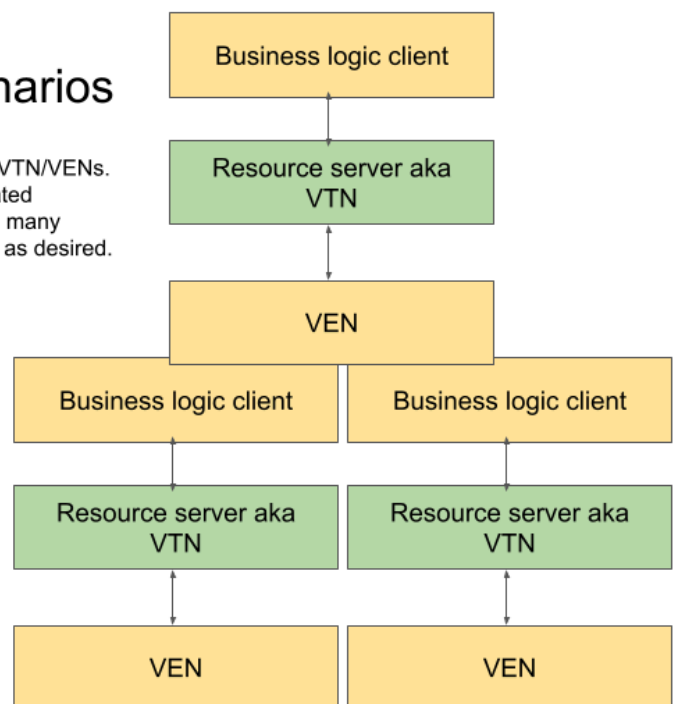 narios
VTN/VENs.
ted
many
as desired.
Business logic client
Resource server aka
VTN
VEN
Business logic client
Business logic client
Resource server aka
VTN
Resource server aka
VTN
VEN
VEN